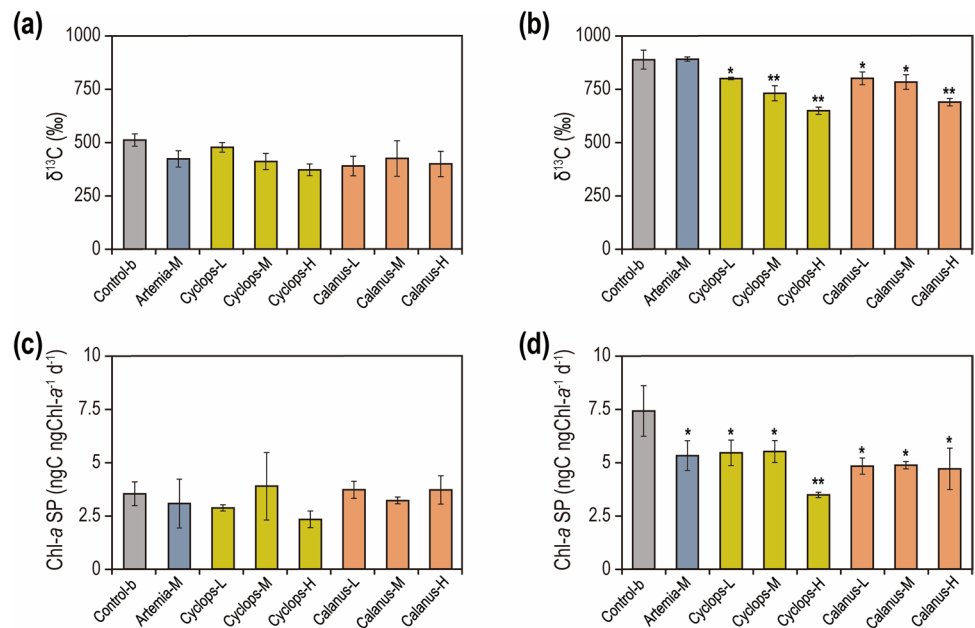 (a)
1000
750
500
250
0
δ¹³C (‰)
Control-b
Artemia-M
Cyclops-L
Cyclops-M
Cyclops-H
Calanus-L
Calanus-M
Calanus-H
(b)
1000
750
500
250
0
δ¹³C (‰)
* ** ** * * **
Control-b
Artemia-M
Cyclops-L
Cyclops-M
Cyclops-H
Calanus-L
Calanus-M
Calanus-H
(c)
10
7.5
5
2.5
0
Chl-a SP (ngC ngChl-a⁻¹ d⁻¹)
Control-b
Artemia-M
Cyclops-L
Cyclops-M
Cyclops-H
Calanus-L
Calanus-M
Calanus-H
(d)
10
7.5
5
2.5
0
Chl-a SP (ngC ngChl-a⁻¹ d⁻¹)
* * * ** * * *
Control-b
Artemia-M
Cyclops-L
Cyclops-M
Cyclops-H
Calanus-L
Calanus-M
Calanus-H